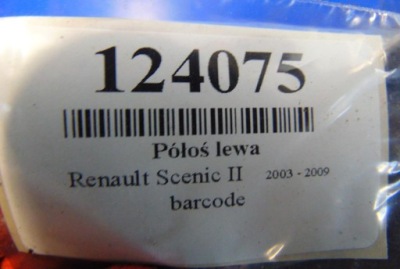 124075
Półoś lewa
Renault Scenic II 2003 - 2009
barcode